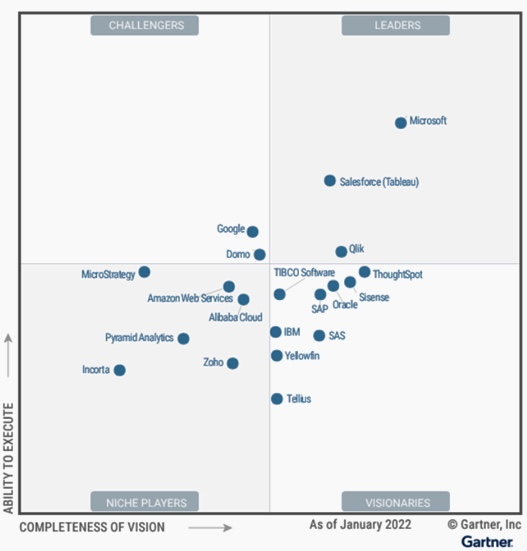 CHALLENGERS
LEADERS
Microsoft
Salesforce (Tableau)
Google
Domo
Qlik
MicroStrategy
TIBCO Software
ThoughtSpot
Amazon Web Services
Sisense
SAP
Oracle
Alibaba Cloud
IBM
SAS
Pyramid Analytics
Yellowfin
Zoho
Incorta
Tellius
ABILITY TO EXECUTE
NICHE PLAYERS
VISIONARIES
COMPLETENESS OF VISION
As of January 2022
© Gartner, Inc
Gartner